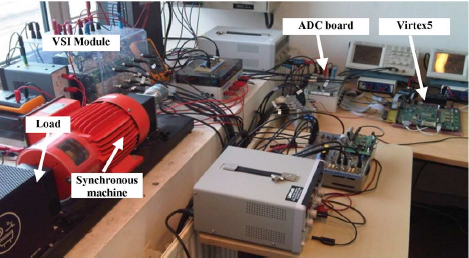 VSI Module
ADC board
Virtex5
Load
Synchronous
machine